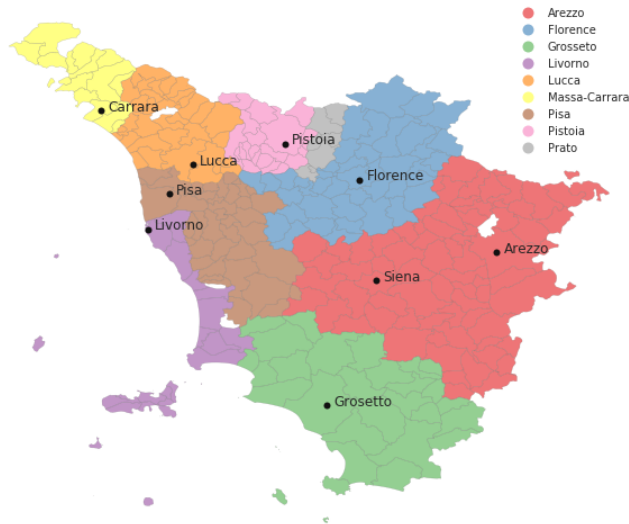 Arezzo
Florence
Grosseto
Livorno
Lucca
Massa-Carrara
Pisa
Pistoia
Prato
Carrara
Pistoia
Lucca
Florence
Pisa
Livorno
Arezzo
Siena
Grosetto